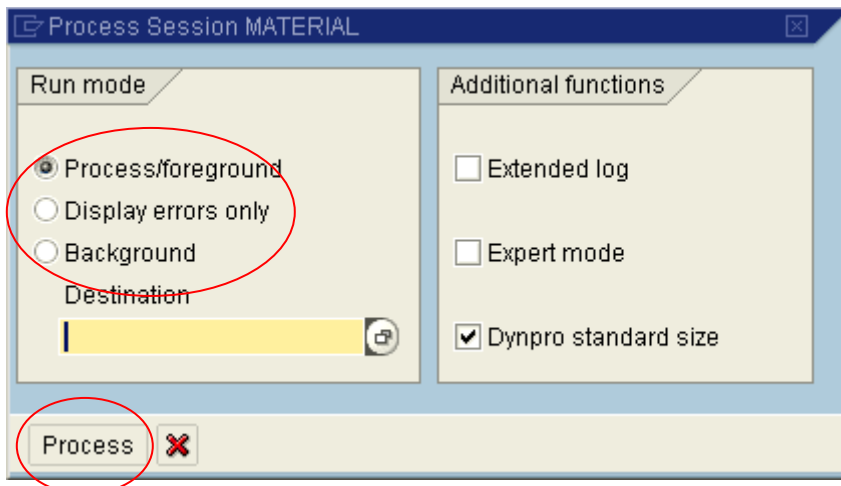 Process Session MATERIAL
Run mode
Process/foreground
Display errors only
Background
Destination
Additional functions
Extended log
Expert mode
Dynpro standard size
Process